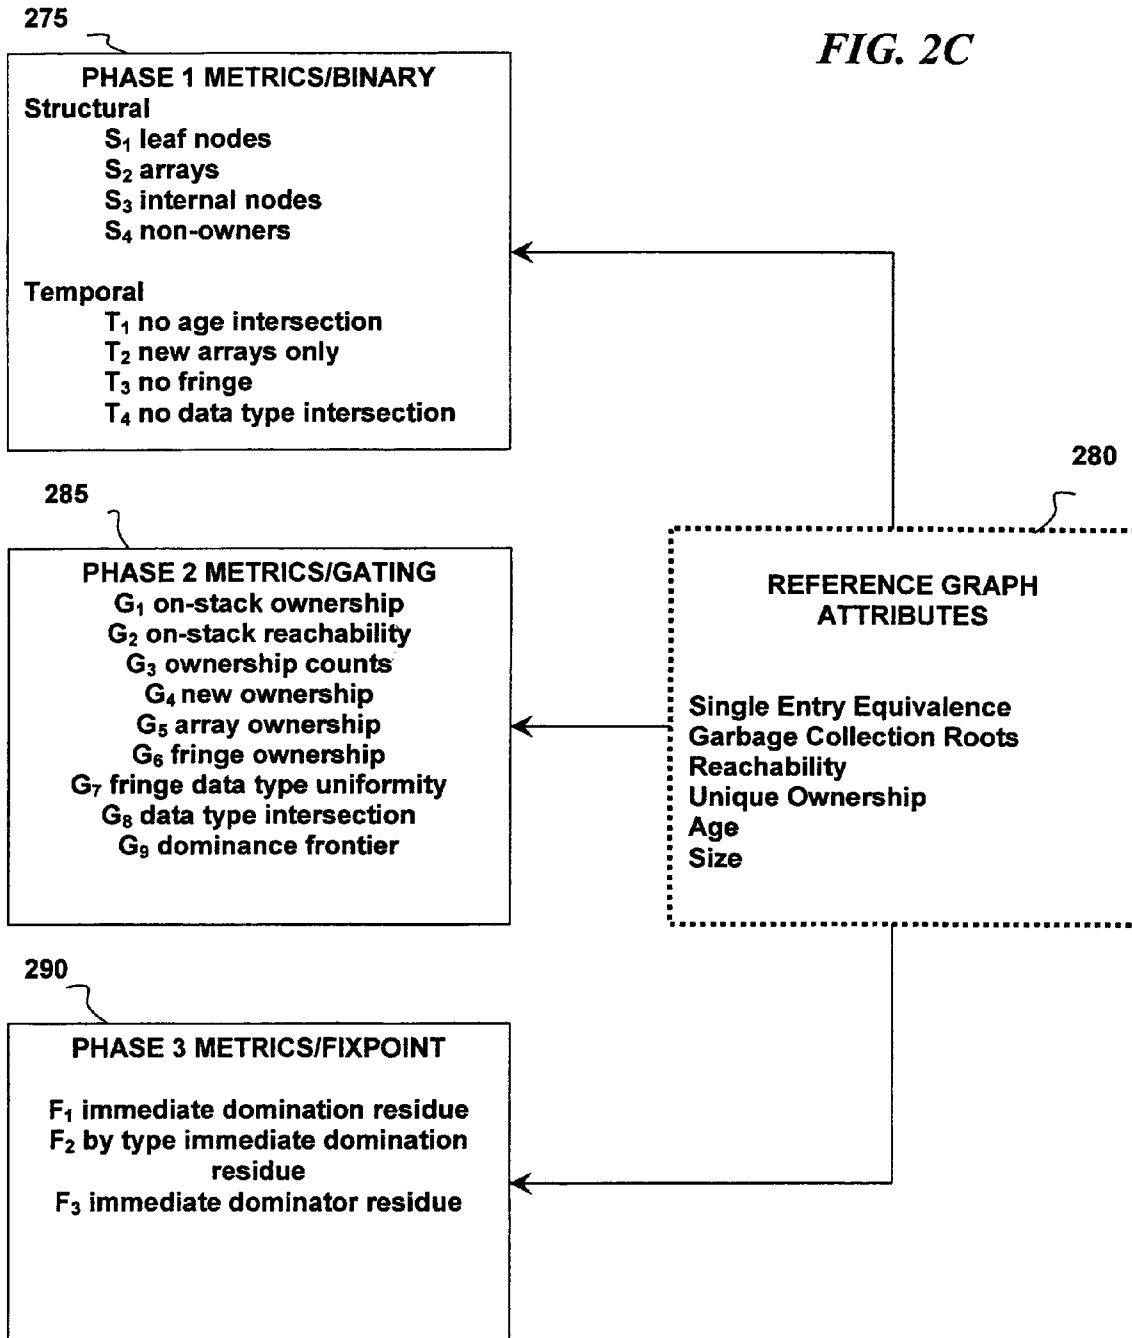 275
FIG. 2C
PHASE 1 METRICS/BINARY
Structural
S₁ leaf nodes
S₂ arrays
S₃ internal nodes
S₄ non-owners
Temporal
T₁ no age intersection
T₂ new arrays only
T₃ no fringe
T₄ no data type intersection
280
285
PHASE 2 METRICS/GATING
G₁ on-stack ownership
G₂ on-stack reachability
G₃ ownership counts
G₄ new ownership
G₅ array ownership
G₆ fringe ownership
G₇ fringe data type uniformity
G₈ data type intersection
G₉ dominance frontier
REFERENCE GRAPH
ATTRIBUTES
Single Entry Equivalence
Garbage Collection Roots
Reachability
Unique Ownership
Age
Size
290
PHASE 3 METRICS/FIXPOINT
F₁ immediate domination residue
F₂ by type immediate domination
residue
F₃ immediate dominator residue